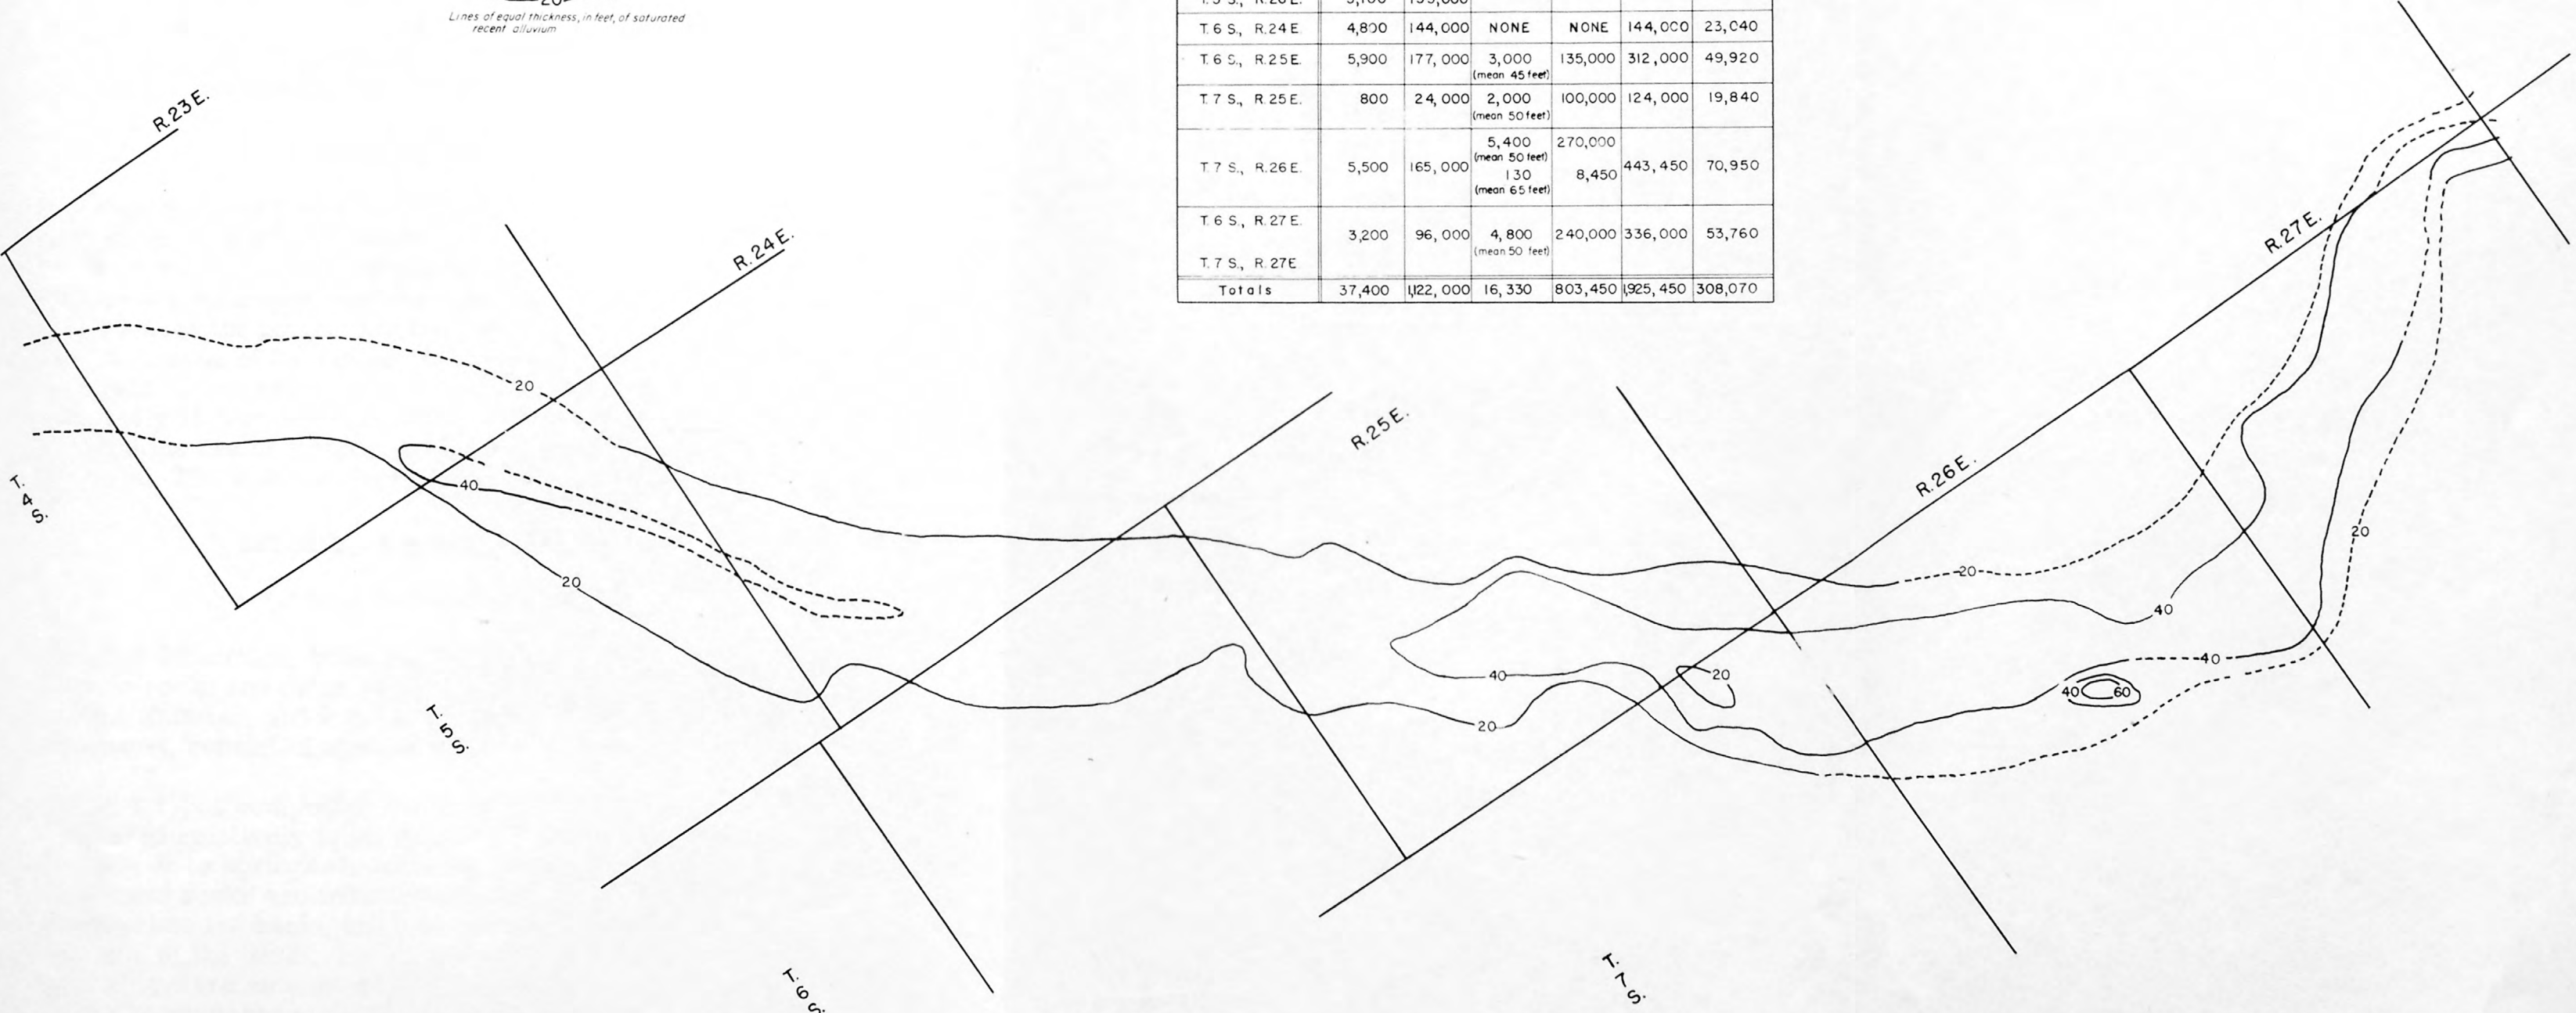 20
Lines of equal thickness, in feet, of saturated
recent alluvium
T. 6 S., R. 24 E. 4,800 144,000 NONE NONE 144,000 23,040
T. 6 S., R. 25 E. 5,900 177,000 3,000 135,000 312,000 49,920
(mean 45 feet)
T. 7 S., R. 25 E. 800 24,000 2,000 100,000 124,000 19,840
(mean 50 feet)
5,400 270,000
(mean 50 feet)
T. 7 S., R. 26 E. 5,500 165,000 443,450 70,950
130 8,450
(mean 65 feet)
T. 6 S., R. 27 E.
3,200 96,000 4,800 240,000 336,000 53,760
(mean 50 feet)
T. 7 S., R. 27 E
Totals 37,400 1,122,000 16,330 803,450 1,925,450 308,070
R. 23 E.
R. 24 E.
R. 25 E.
R. 26 E.
R. 27 E.
20
40
20
T. 4 S.
T. 5 S.
T. 6 S.
T. 7 S.
20
40
20
40
20
20
40
40
60
40
20